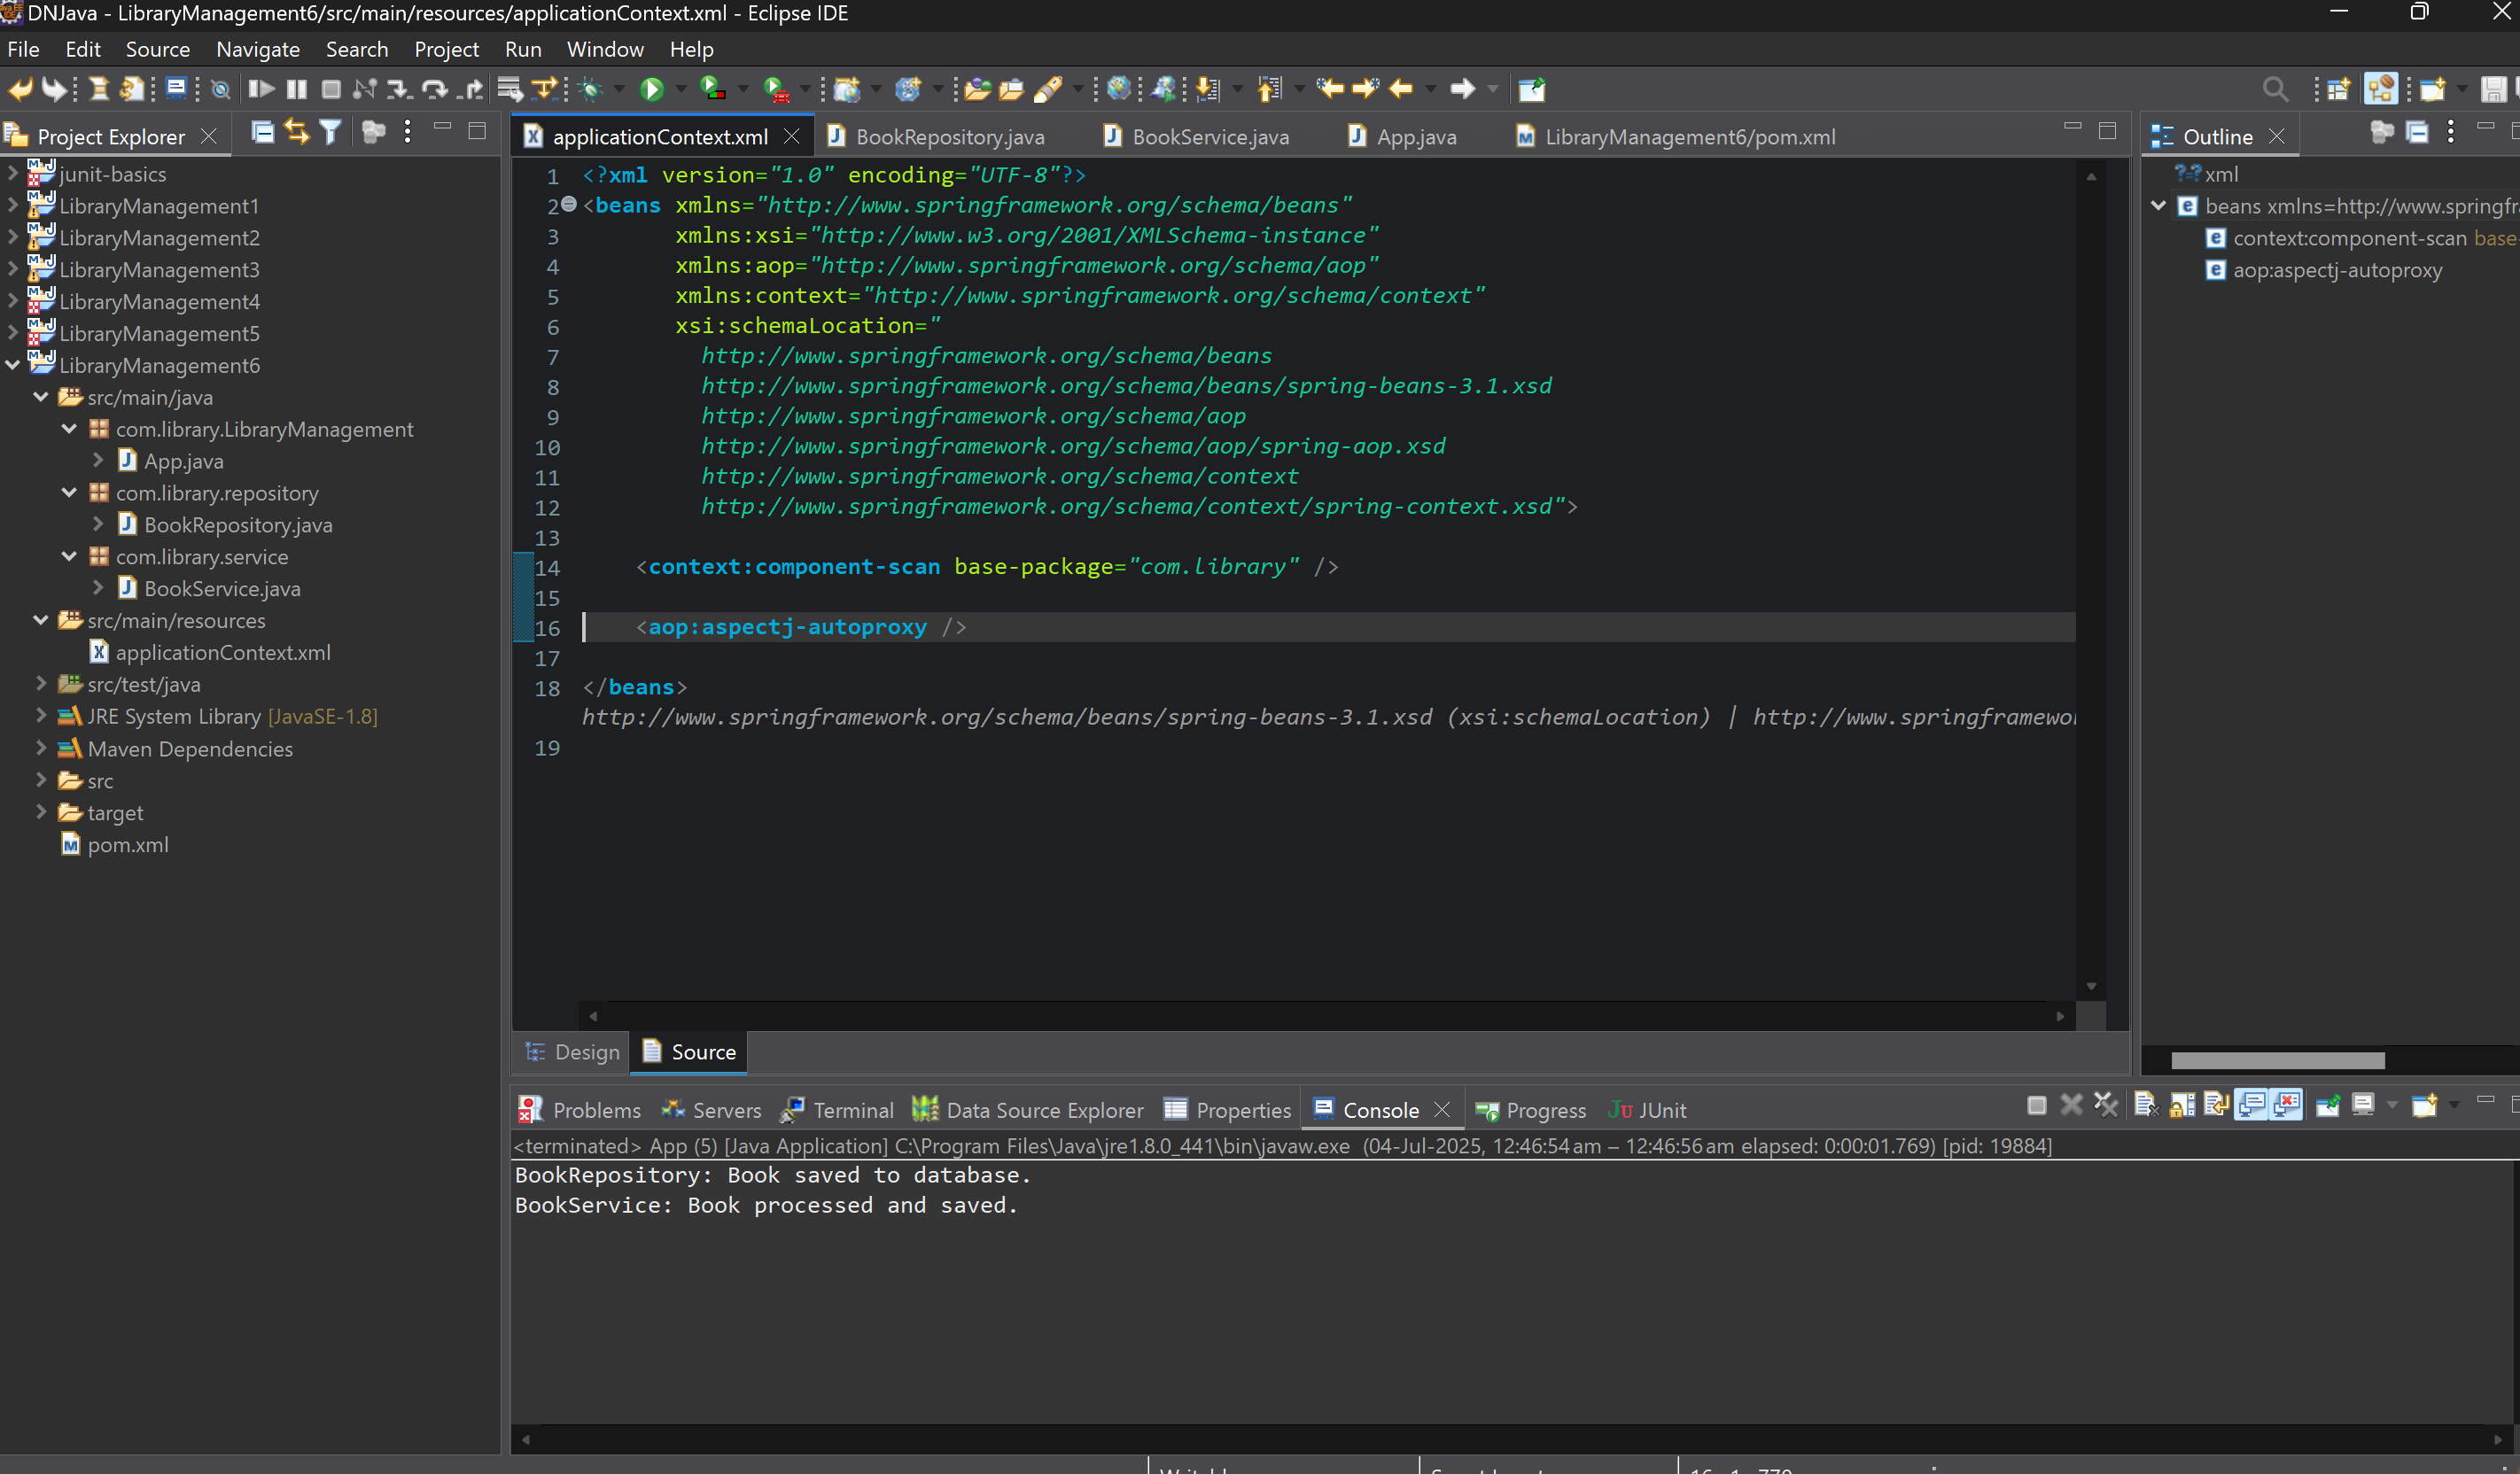 DNJava - LibraryManagement6/src/main/resources/applicationContext.xml - Eclipse IDE
File Edit Source Navigate Search Project Run Window Help
Project Explorer
junit-basics
LibraryManagement1
LibraryManagement2
LibraryManagement3
LibraryManagement4
LibraryManagement5
LibraryManagement6
src/main/java
com.library.LibraryManagement
App.java
com.library.repository
BookRepository.java
com.library.service
BookService.java
src/main/resources
applicationContext.xml
src/test/java
JRE System Library [JavaSE-1.8]
Maven Dependencies
src
target
pom.xml
applicationContext.xml BookRepository.java BookService.java App.java LibraryManagement6/pom.xml
1 <?xml version="1.0" encoding="UTF-8"?>
2 <beans xmlns="http://www.springframework.org/schema/beans"
3 xmlns:xsi="http://www.w3.org/2001/XMLSchema-instance"
4 xmlns:aop="http://www.springframework.org/schema/aop"
5 xmlns:context="http://www.springframework.org/schema/context"
6 xsi:schemaLocation="
7 http://www.springframework.org/schema/beans
8 http://www.springframework.org/schema/beans/spring-beans-3.1.xsd
9 http://www.springframework.org/schema/aop
10 http://www.springframework.org/schema/aop/spring-aop.xsd
11 http://www.springframework.org/schema/context
12 http://www.springframework.org/schema/context/spring-context.xsd">
13
14 <context:component-scan base-package="com.library" />
15
16 <aop:aspectj-autoproxy />
17
18 </beans>
http://www.springframework.org/schema/beans/spring-beans-3.1.xsd (xsi:schemaLocation) | http://www.springframewo
19
Design Source
Outline
?=? xml
beans xmlns=http://www.springfr
context:component-scan base-
aop:aspectj-autoproxy
Problems Servers Terminal Data Source Explorer Properties Console Progress JUnit
<terminated> App (5) [Java Application] C:\Program Files\Java\jre1.8.0_441\bin\javaw.exe (04-Jul-2025, 12:46:54 am – 12:46:56 am elapsed: 0:00:01.769) [pid: 19884]
BookRepository: Book saved to database.
BookService: Book processed and saved.